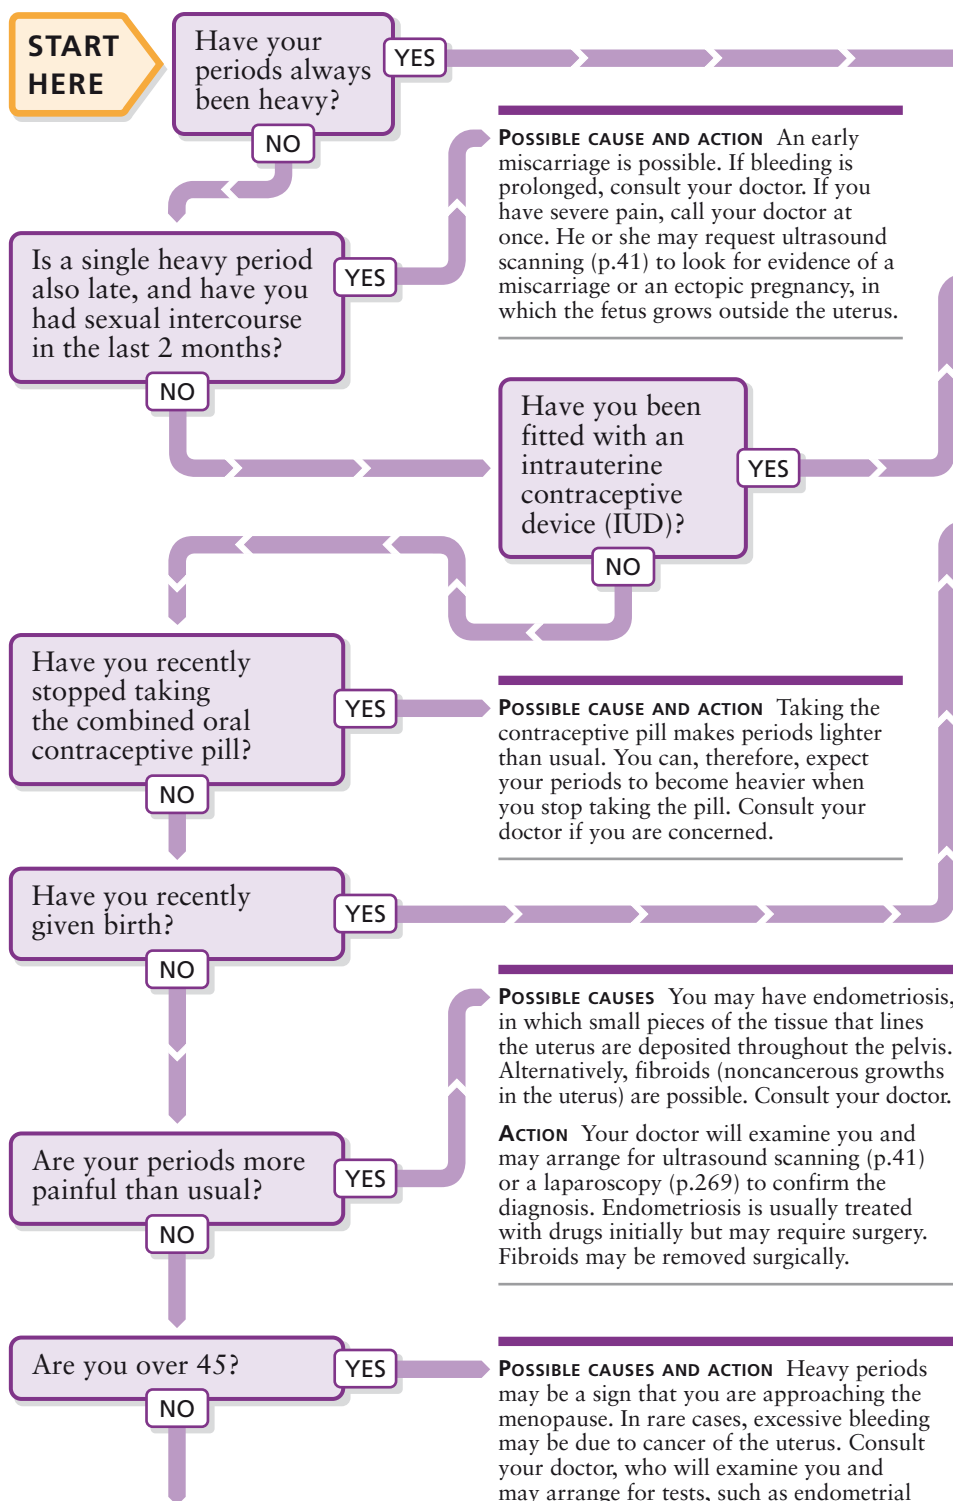 START
HERE
Have your
periods always
been heavy?
YES
NO
POSSIBLE CAUSE AND ACTION An early
miscarriage is possible. If bleeding is
prolonged, consult your doctor. If you
have severe pain, call your doctor at
once. He or she may request ultrasound
scanning (p.41) to look for evidence of a
miscarriage or an ectopic pregnancy, in
which the fetus grows outside the uterus.
Is a single heavy period
also late, and have you
had sexual intercourse
in the last 2 months?
YES
NO
Have you been
fitted with an
intrauterine
contraceptive
device (IUD)?
YES
NO
Have you recently
stopped taking
the combined oral
contraceptive pill?
YES
NO
POSSIBLE CAUSE AND ACTION Taking the
contraceptive pill makes periods lighter
than usual. You can, therefore, expect
your periods to become heavier when
you stop taking the pill. Consult your
doctor if you are concerned.
Have you recently
given birth?
YES
NO
POSSIBLE CAUSES You may have endometriosis,
in which small pieces of the tissue that lines
the uterus are deposited throughout the pelvis.
Alternatively, fibroids (noncancerous growths
in the uterus) are possible. Consult your doctor.
ACTION Your doctor will examine you and
may arrange for ultrasound scanning (p.41)
or a laparoscopy (p.269) to confirm the
diagnosis. Endometriosis is usually treated
with drugs initially but may require surgery.
Fibroids may be removed surgically.
Are your periods more
painful than usual?
YES
NO
Are you over 45?
YES
NO
POSSIBLE CAUSES AND ACTION Heavy periods
may be a sign that you are approaching the
menopause. In rare cases, excessive bleeding
may be due to cancer of the uterus. Consult
your doctor, who will examine you and
may arrange for tests, such as endometrial